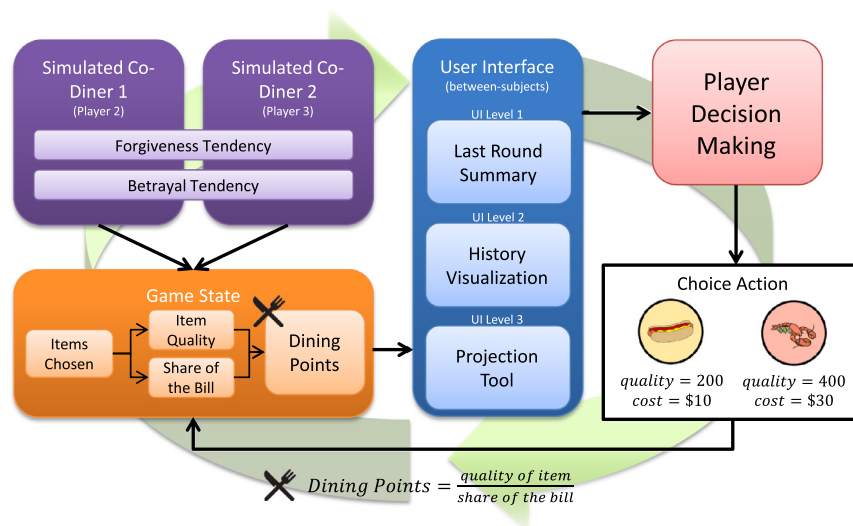 Simulated Co-
Diner 1
(Player 2)
Simulated Co-
Diner 2
(Player 3)
Forgiveness Tendency
Betrayal Tendency
User Interface
(between-subjects)
UI Level 1
Last Round
Summary
UI Level 2
History
Visualization
UI Level 3
Projection
Tool
Player
Decision
Making
Game State
Items
Chosen
Item
Quality
Share of
the Bill
Dining
Points
Choice Action
quality = 200
cost = $10
quality = 400
cost = $30
Dining Points = quality of item
share of the bill